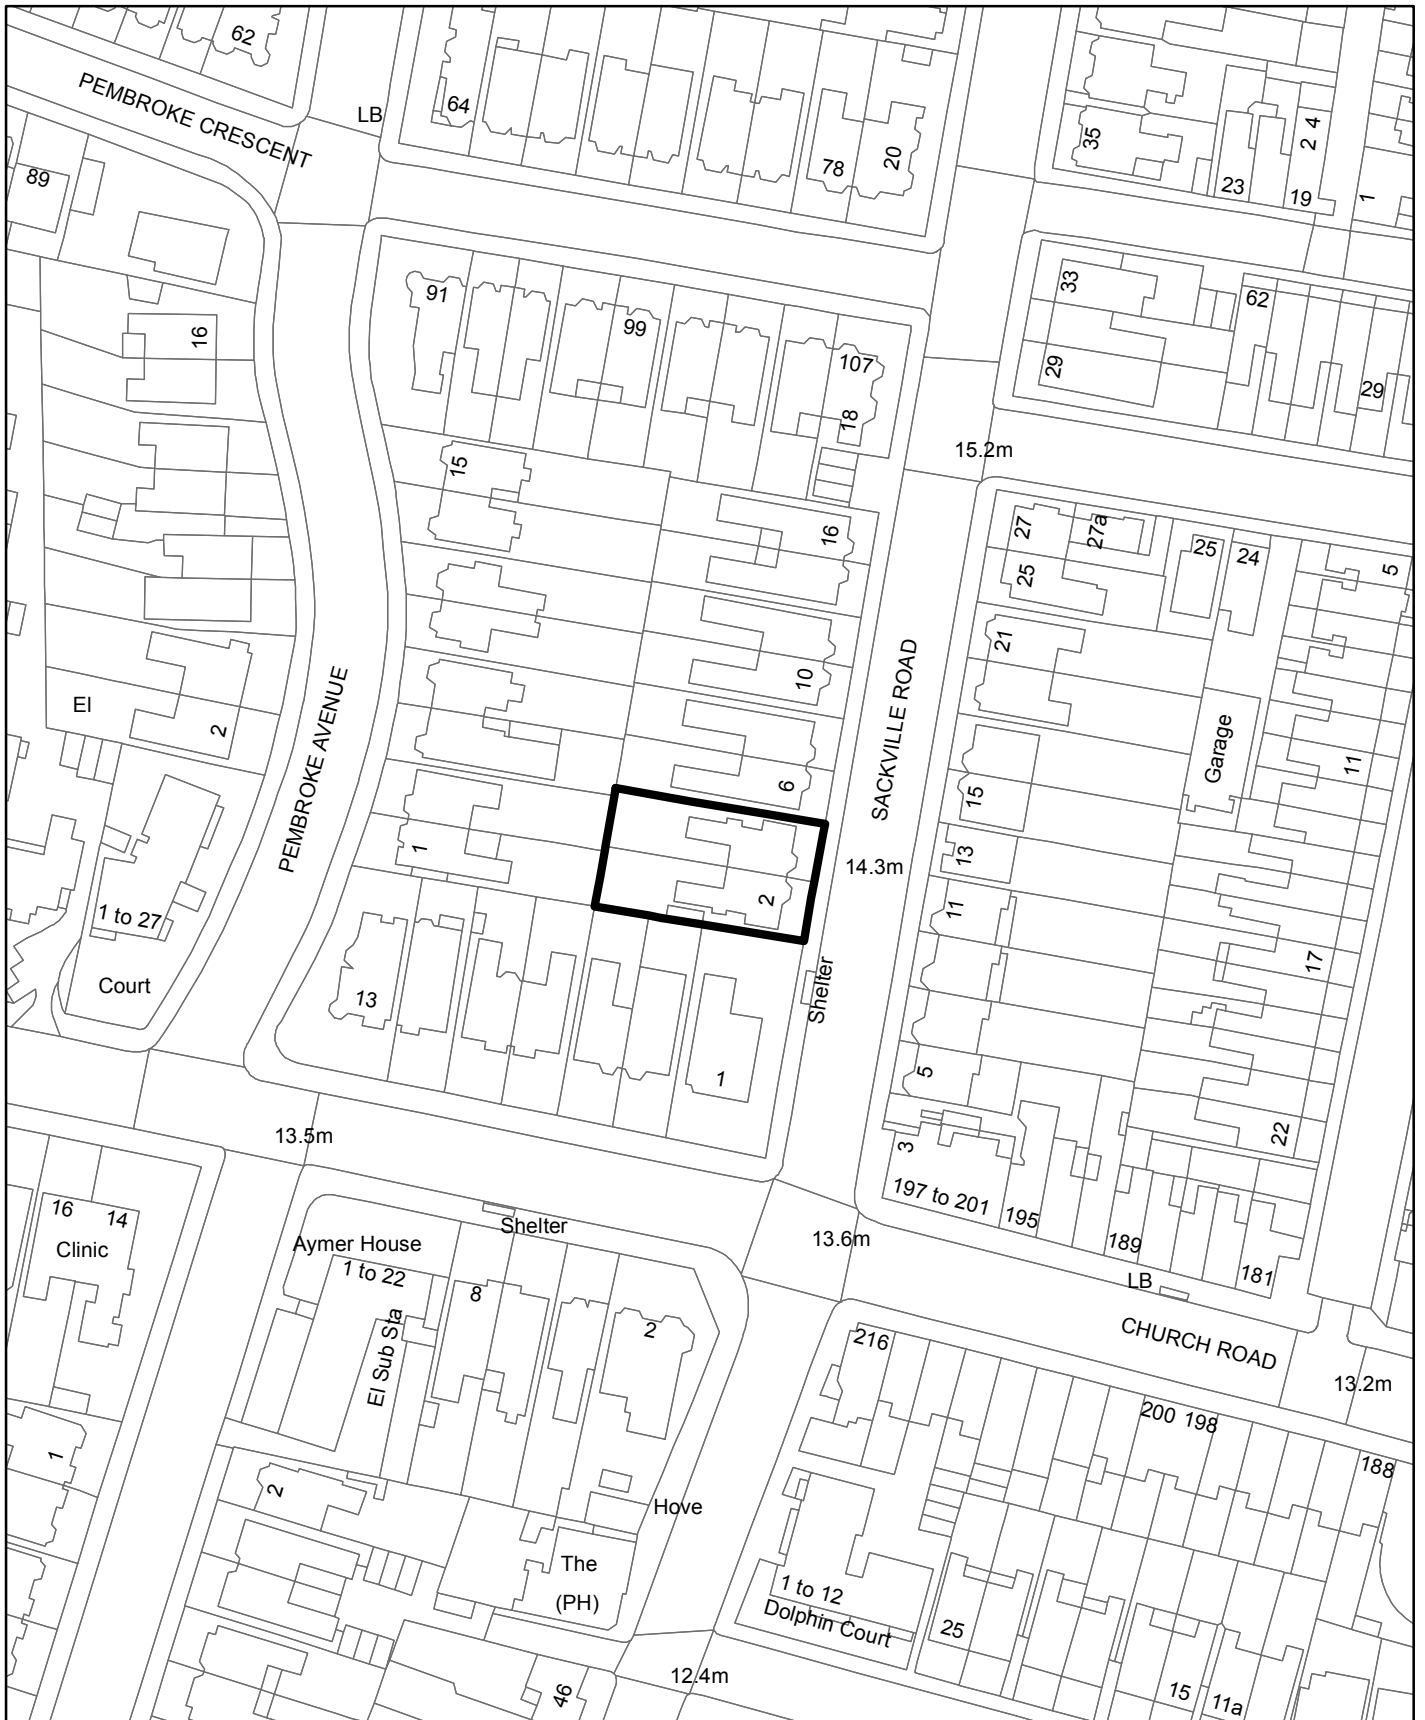 62
PEMBROKE CRESCENT
LB
64
78
20
35
23
2 4
19
1
89
16
91
99
107
18
33
29
62
29
15.2m
15
16
27
27a
25
25
24
5
21
10
SACKVILLE ROAD
El
2
PEMBROKE AVENUE
6
Garage
11
15
1
2
14.3m
13
11
1 to 27
Court
13
Shelter
17
1
5
13.5m
3
22
197 to 201
195
189
181
16
14
Clinic
Shelter
Aymer House
1 to 22
8
El Sub Sta
2
13.6m
LB
216
CHURCH ROAD
13.2m
200 198
188
1
2
Hove
The
(PH)
1 to 12
Dolphin Court
25
12.4m
46
15
11a